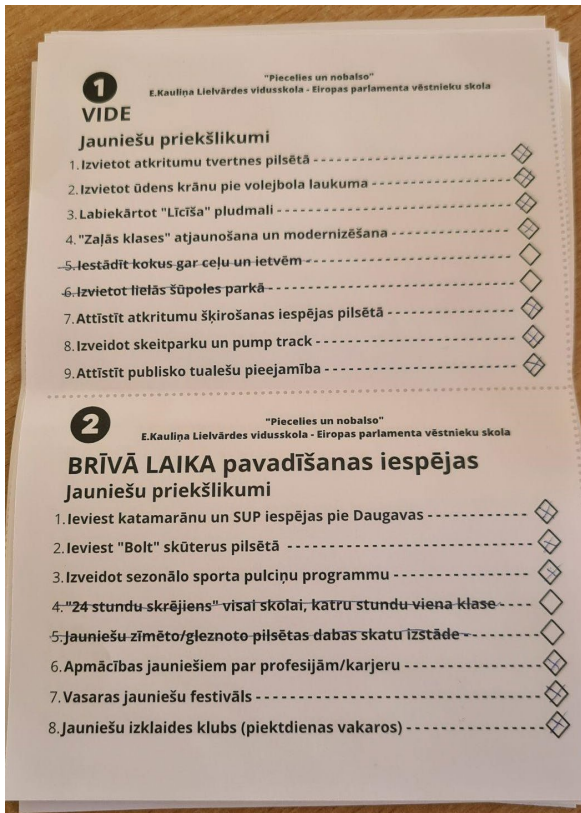 1
"Piecelies un nobalso"
E.Kauliņa Lielvārdes vidusskola - Eiropas parlamenta vēstnieku skola
VIDE
Jauniešu priekšlikumi
1. Izvietot atkritumu tvertnes pilsētā
2. Izvietot ūdens krānu pie volejbola laukuma
3. Labiekārtot "Līcīša" pludmali
4. "Zaļās klases" atjaunošana un modernizēšana
5. Iestādīt kokus gar ceļu un ietvēm
6. Izvietot lielās šūpoles parkā
7. Attīstīt atkritumu šķirošanas iespējas pilsētā
8. Izveidot skeitparku un pump track
9. Attīstīt publisko tualešu pieejamība
2
"Piecelies un nobalso"
E.Kauliņa Lielvārdes vidusskola - Eiropas parlamenta vēstnieku skola
BRĪVĀ LAIKA pavadīšanas iespējas
Jauniešu priekšlikumi
1. Ieviest katamarānu un SUP iespējas pie Daugavas
2. Ieviest "Bolt" skūterus pilsētā
3. Izveidot sezonālo sporta pulciņu programmu
4. "24 stundu skrējiens" visai skolai, katru stundu viena klase
5. Jauniešu zīmēto/gleznoto pilsētas dabas skatu izstāde
6. Apmācības jauniešiem par profesijām/karjeru
7. Vasaras jauniešu festivāls
8. Jauniešu izklaides klubs (piektdienas vakaros)